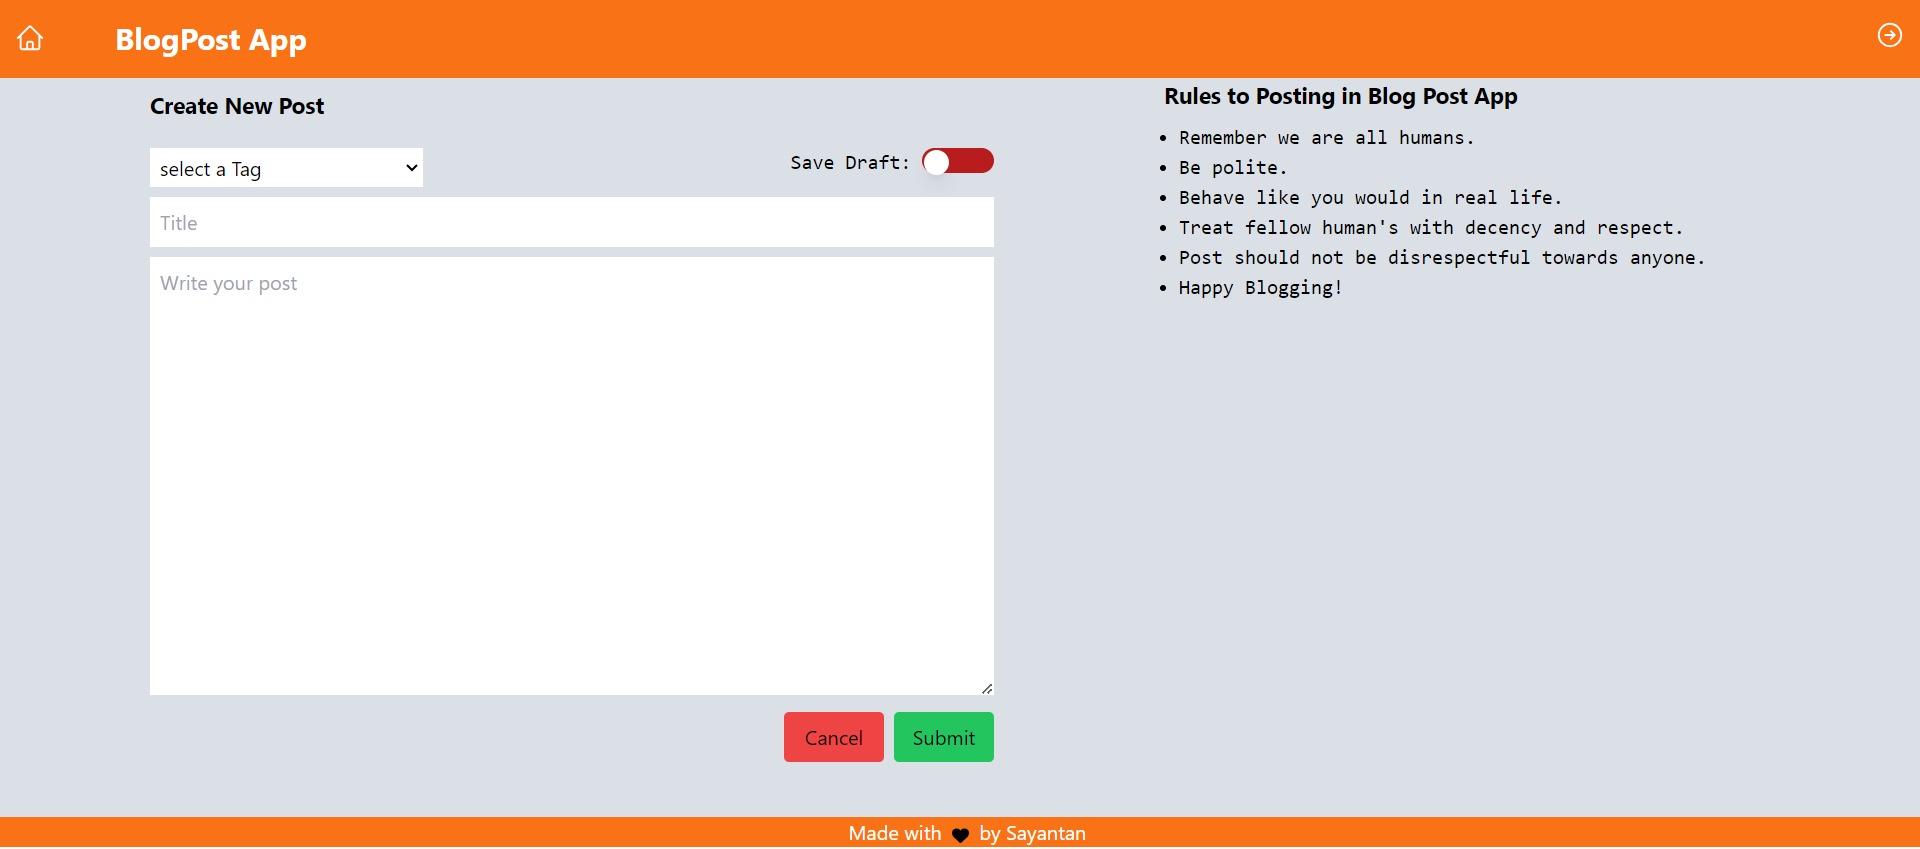 BlogPost App
Create New Post
select a Tag
Save Draft:
Title
Write your post
Cancel
Submit
Rules to Posting in Blog Post App
Remember we are all humans.
Be polite.
Behave like you would in real life.
Treat fellow human's with decency and respect.
Post should not be disrespectful towards anyone.
Happy Blogging!
Made with by Sayantan